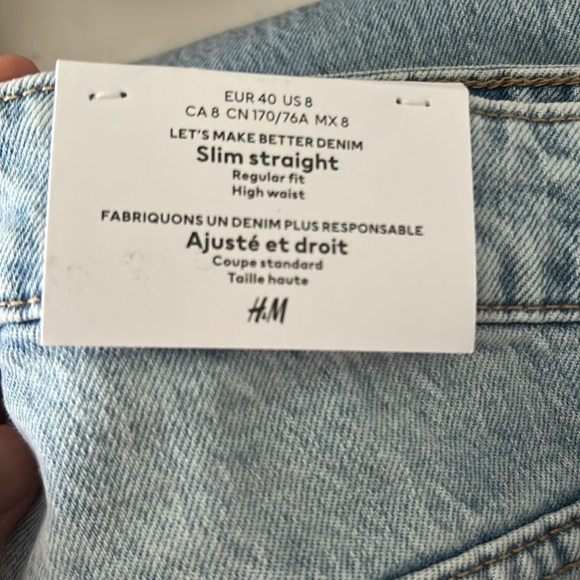 EUR 40 US 8
CA 8 CN 170/76A MX 8
LET'S MAKE BETTER DENIM
Slim straight
Regular fit
High waist
FABRIQUONS UN DENIM PLUS RESPONSABLE
Ajusté et droit
Coupe standard
Taille haute
H&M